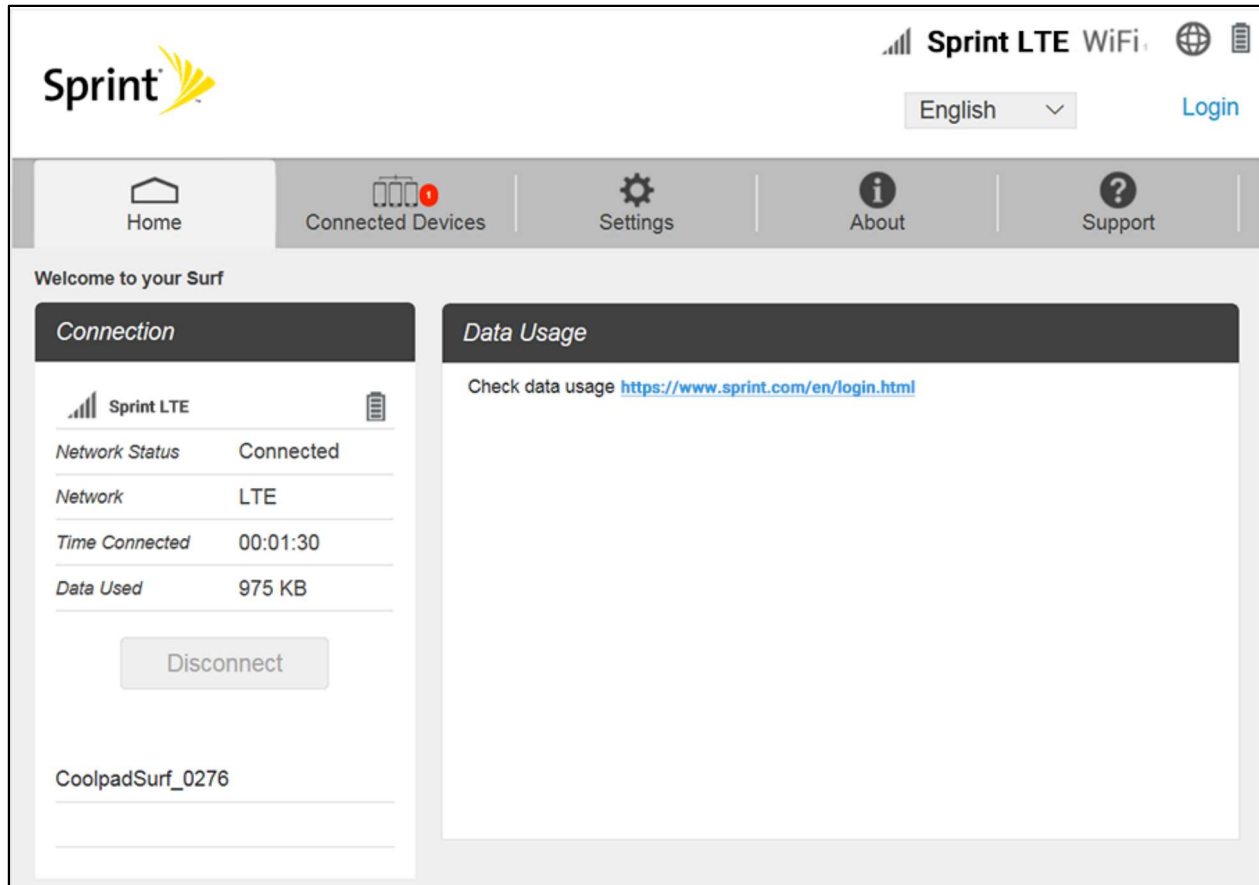 Sprint LTE WiFi 1
Sprint
English
Login
Home
Connected Devices
1
Settings
About
Support
Welcome to your Surf
Connection
Sprint LTE
Network Status Connected
Network LTE
Time Connected 00:01:30
Data Used 975 KB
Disconnect
CoolpadSurf_0276
Data Usage
Check data usage https://www.sprint.com/en/login.html